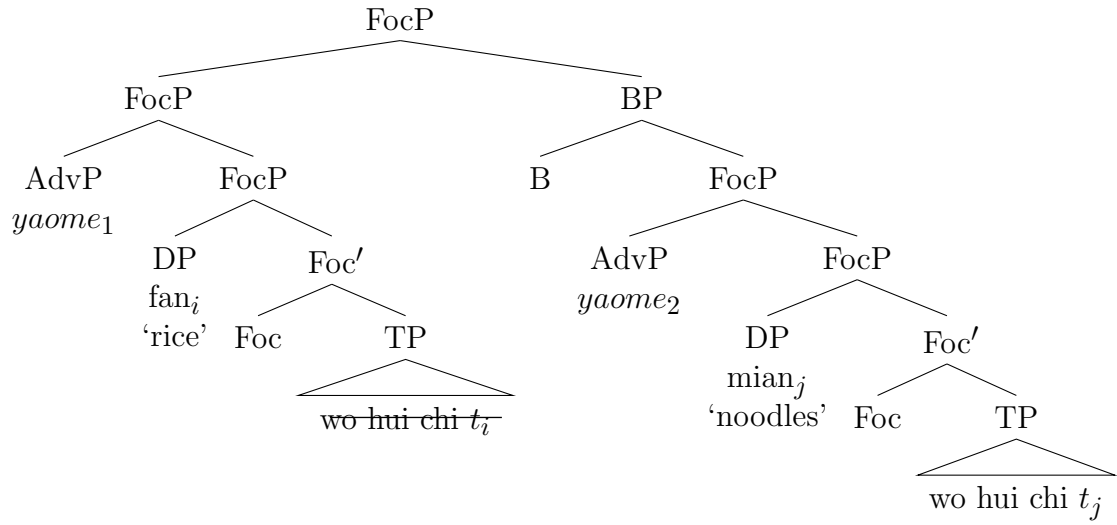 FocP
FocP BP
AdvP FocP B FocP
yaome₁
DP Foc′ AdvP FocP
fanᵢ yaome₂
‘rice’ Foc TP DP Foc′
mianⱼ
wo hui chi tᵢ ‘noodles’ Foc TP
wo hui chi tⱼ